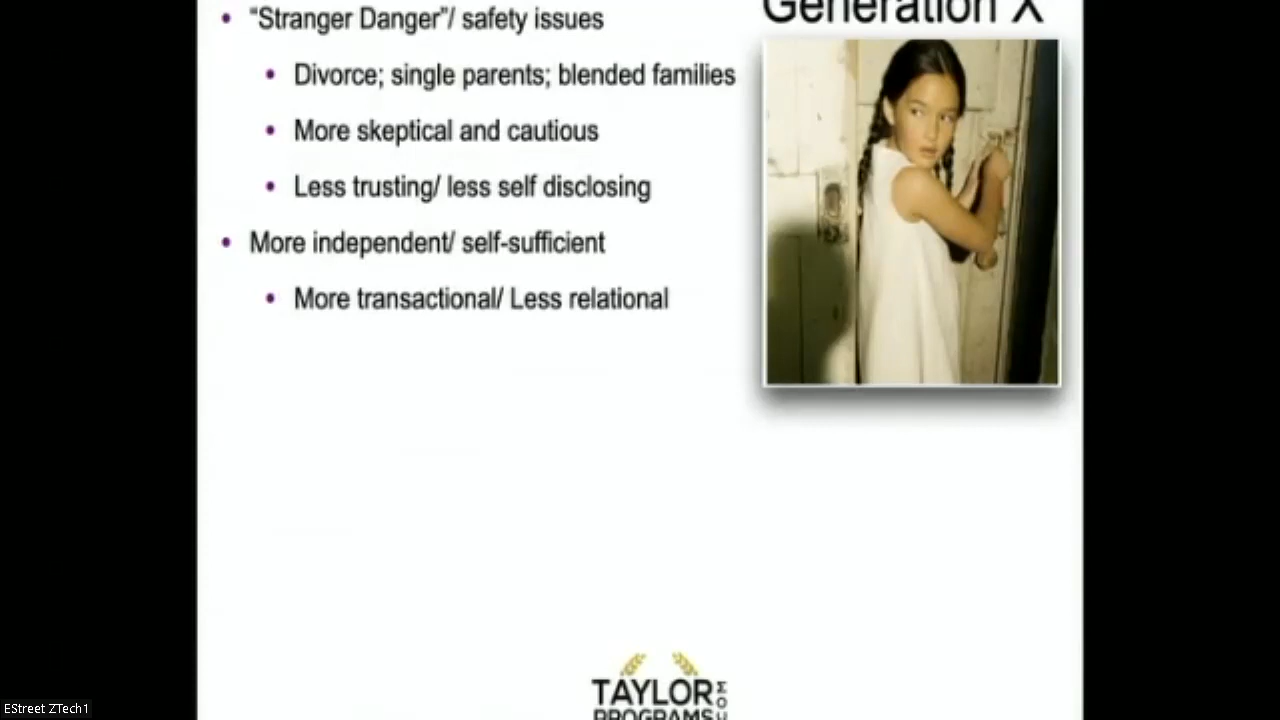 Generation X
• “Stranger Danger”/ safety issues
• Divorce; single parents; blended families
• More skeptical and cautious
• Less trusting/ less self disclosing
• More independent/ self-sufficient
• More transactional/ Less relational
TAYLOR
PROGRAMS
EStreet ZTech1